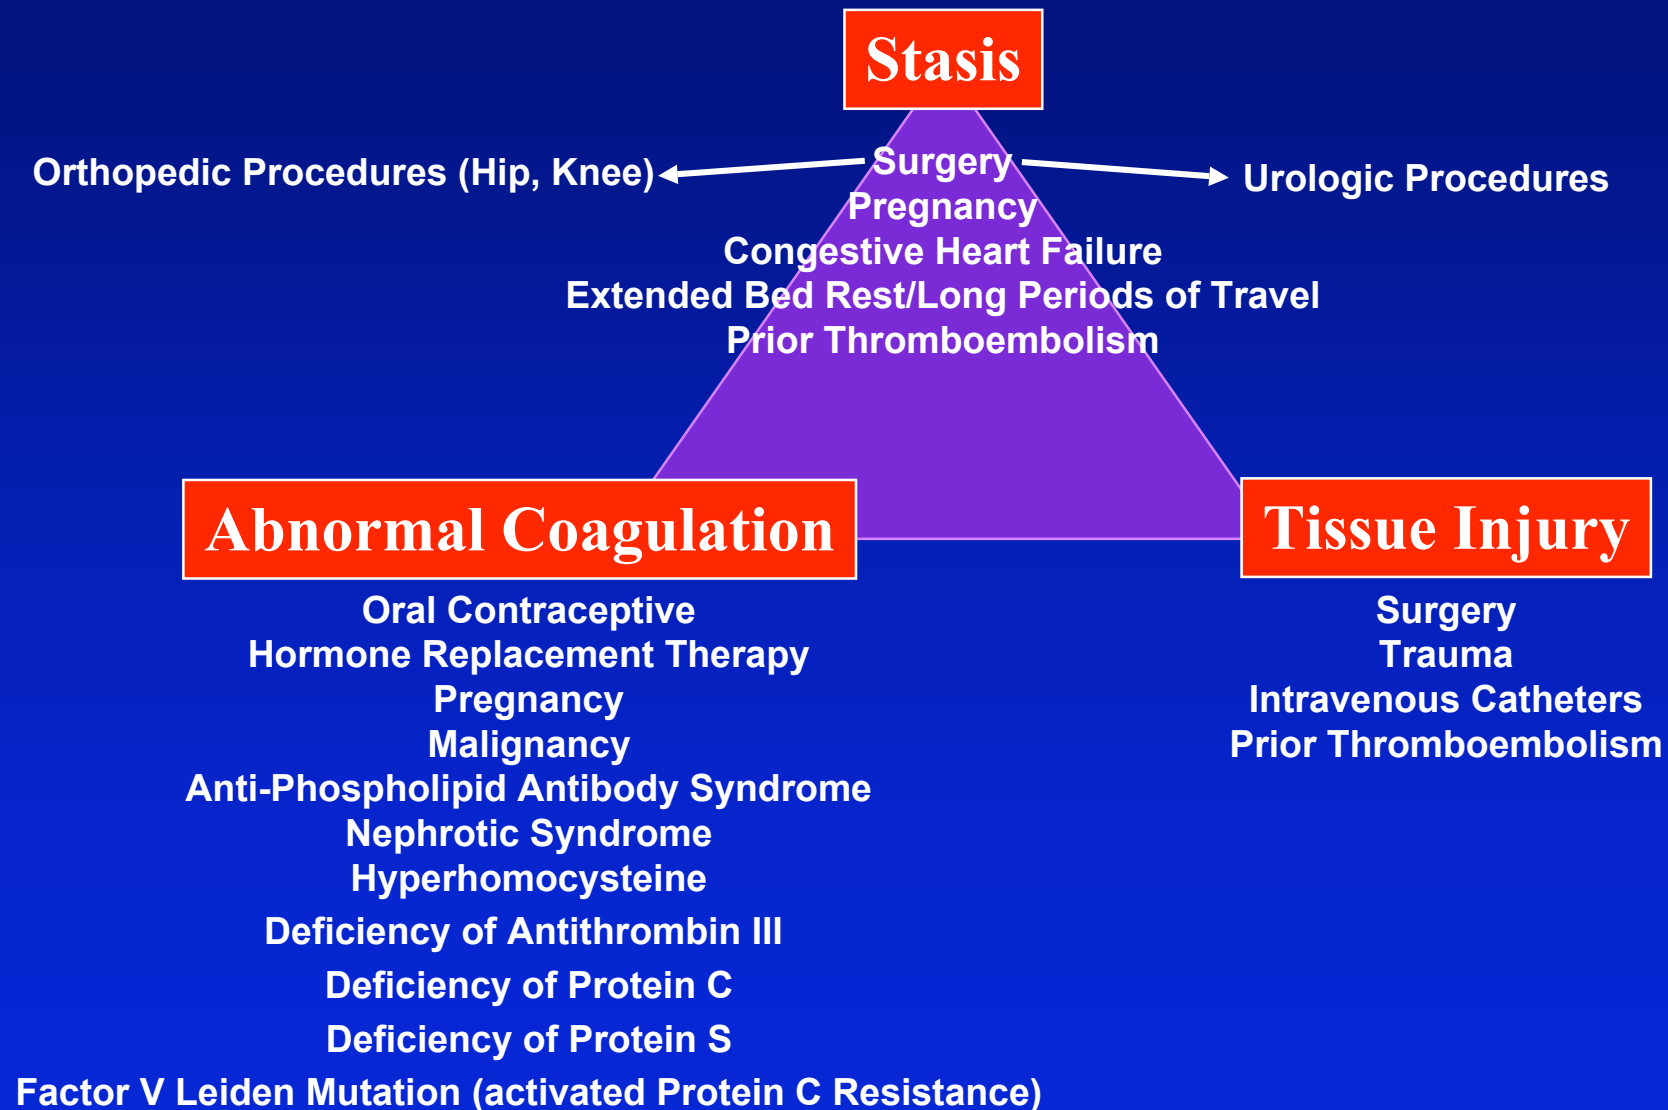 Stasis
Orthopedic Procedures (Hip, Knee)
Surgery
Urologic Procedures
Pregnancy
Congestive Heart Failure
Extended Bed Rest/Long Periods of Travel
Prior Thromboembolism
Abnormal Coagulation
Oral Contraceptive
Hormone Replacement Therapy
Pregnancy
Malignancy
Anti-Phospholipid Antibody Syndrome
Nephrotic Syndrome
Hyperhomocysteine
Deficiency of Antithrombin III
Deficiency of Protein C
Deficiency of Protein S
Factor V Leiden Mutation (activated Protein C Resistance)
Tissue Injury
Surgery
Trauma
Intravenous Catheters
Prior Thromboembolism